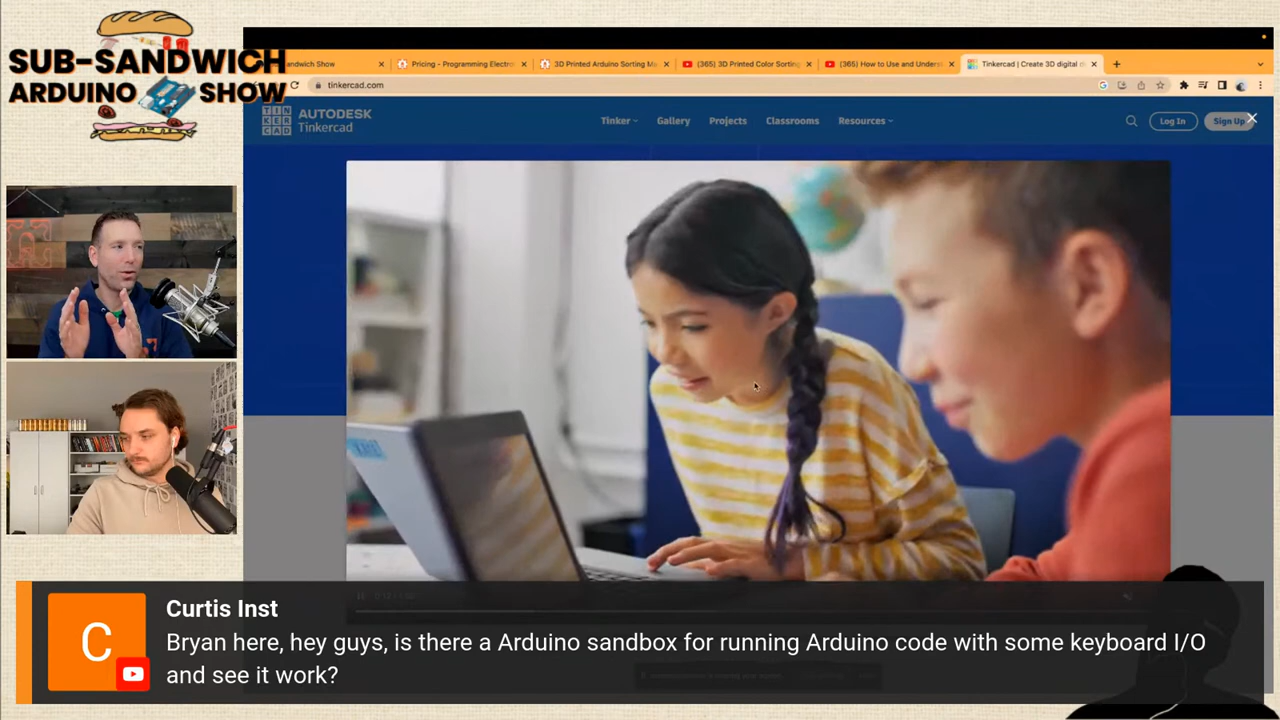 SUB-SANDWICH
ARDUINO SHOW
ndwich Show
Pricing - Programming Electro
3D Printed Arduino Sorting M
(365) 3D Printed Color Sorting
(365) How to Use and Underst
Tinkercad | Create 3D digital d
tinkercad.com
TIN
KER
CAD
AUTODESK
Tinkercad
Tinker
Gallery
Projects
Classrooms
Resources
Log In
Sign Up
C
Curtis Inst
Bryan here, hey guys, is there a Arduino sandbox for running Arduino code with some keyboard I/O
and see it work?